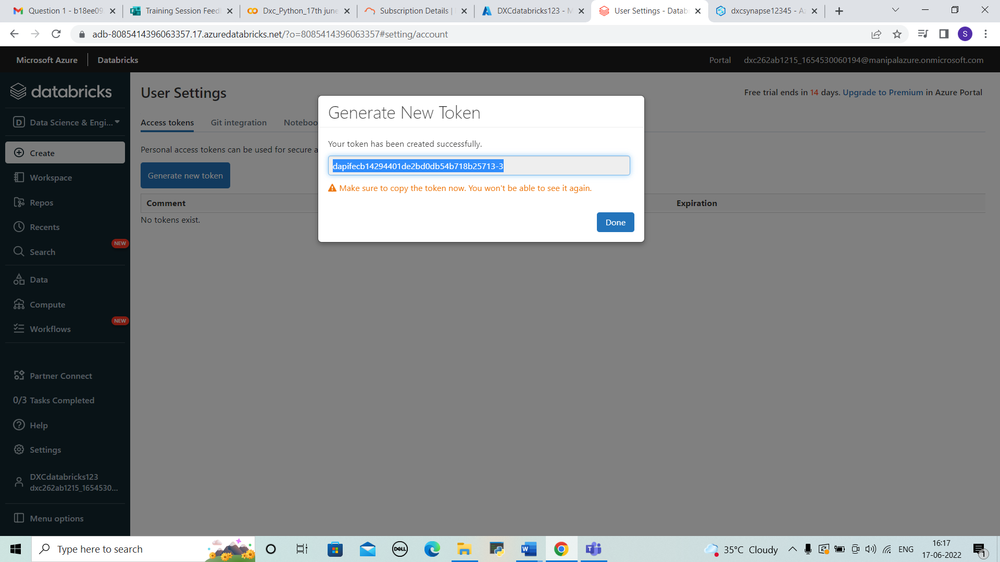 Question 1 - b18ee09
Training Session Feed
Dxc_Python_17th june
Subscription Details |
DXCdatabricks123 - M
User Settings - Datab
dxcsynapse12345 - Az
adb-8085414396063357.17.azuredatabricks.net/?o=8085414396063357#setting/account
S
Microsoft Azure
Databricks
Portal
dxc262ab1215_1654530060194@manipalazure.onmicrosoft.com
databricks
User Settings
Free trial ends in 14 days. Upgrade to Premium in Azure Portal
Generate New Token
D
Data Science & Engi...
Access tokens
Git integration
Noteboo
Your token has been created successfully.
Create
Personal access tokens can be used for secure a
dapifecb14294401de2bd0db54b718b25713-3
Workspace
Generate new token
Make sure to copy the token now. You won't be able to see it again.
Repos
Comment
Expiration
No tokens exist.
Done
Recents
NEW
Search
Data
Compute
NEW
Workflows
Partner Connect
0/3 Tasks Completed
Help
Settings
DXCdatabricks123
dxc262ab1215_1654530...
Menu options
Type here to search
DELL
W
T
35°C Cloudy
ENG
16:17
17-06-2022
1